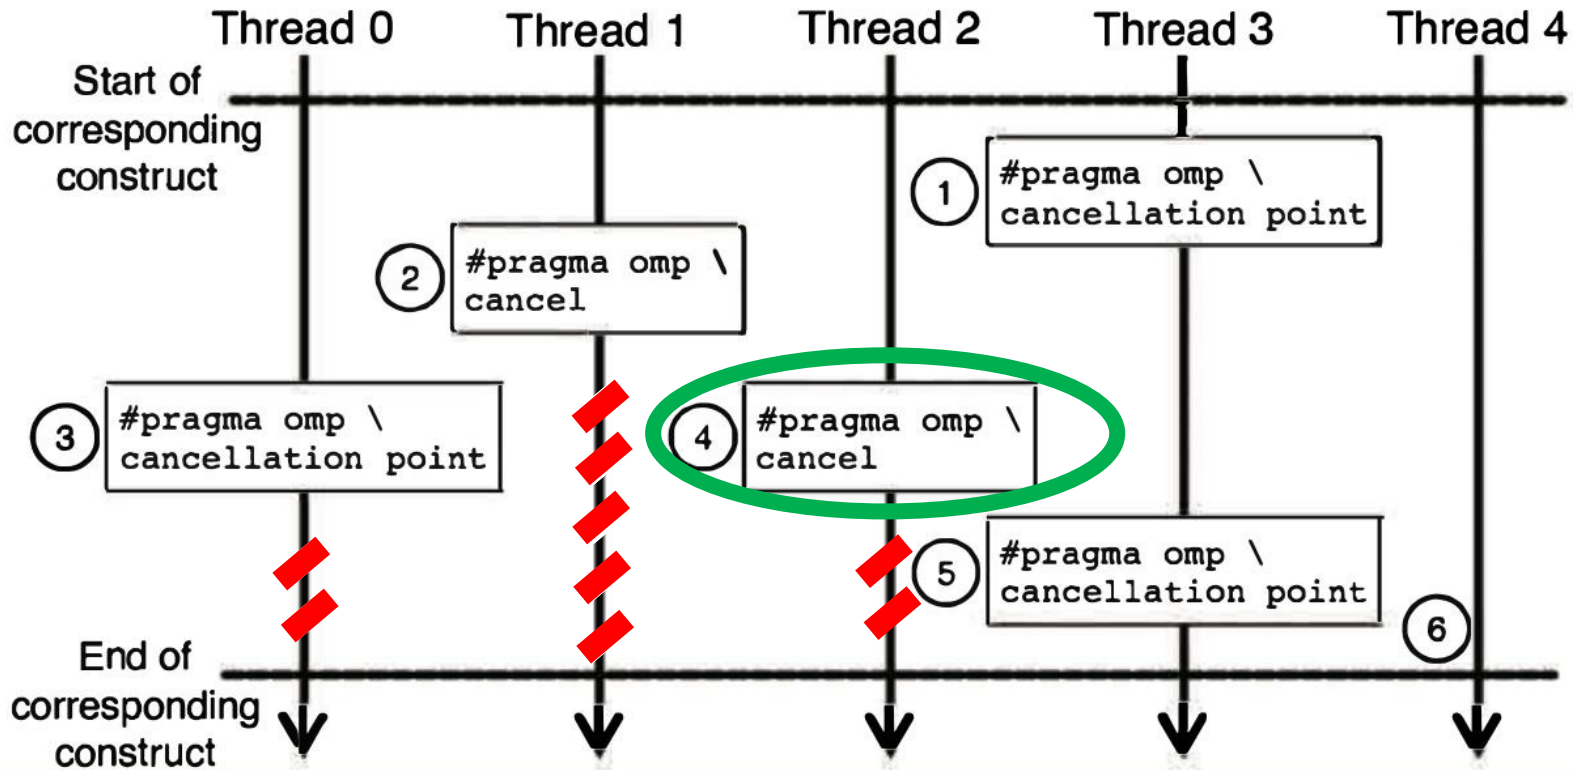 Thread 0 Thread 1 Thread 2 Thread 3 Thread 4
Start of
corresponding
construct
1
#pragma omp \
cancellation point
2
#pragma omp \
cancel
3
#pragma omp \
cancellation point
4
#pragma omp \
cancel
5
#pragma omp \
cancellation point
6
End of
corresponding
construct